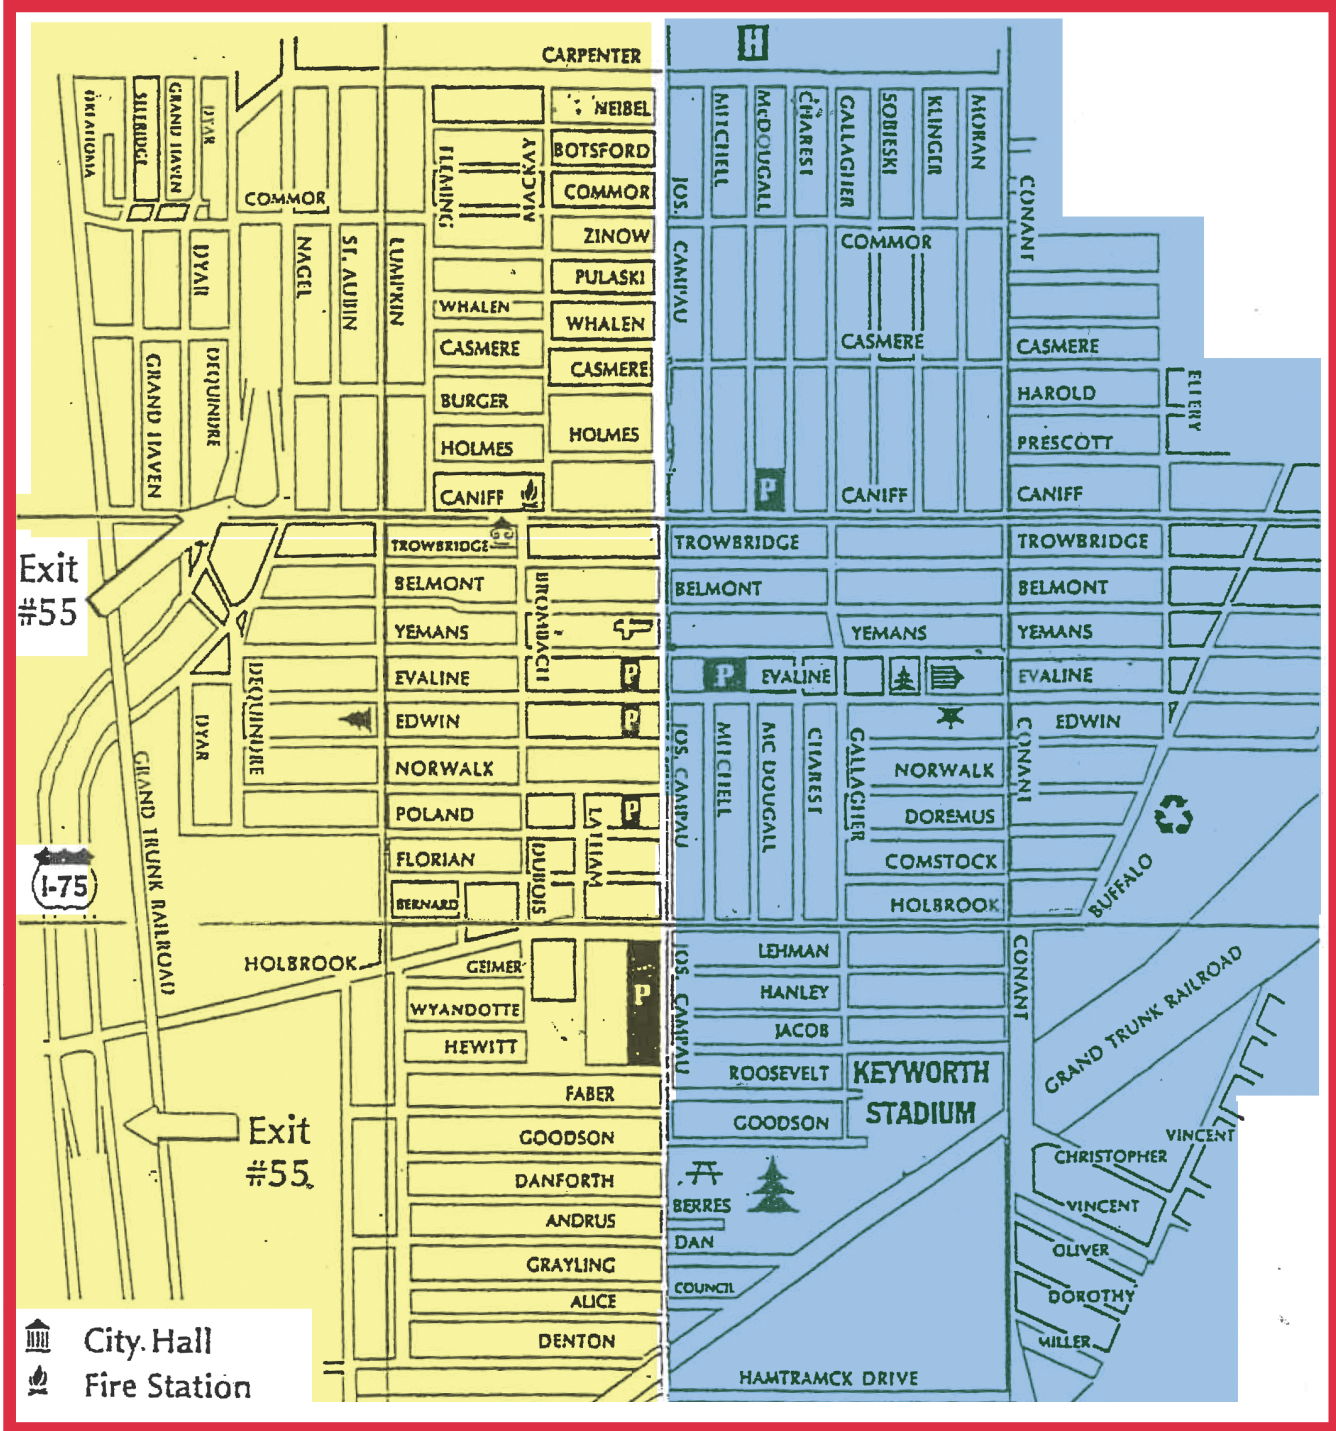 H
CARPENTER
OKLAHOMA
SILERIDGE
GRAND HAVEN
DYAR
FLEMING
MACKAY
NEIBEL
BOTSFORD
COMMOR
ZINOW
PULASKI
WHALEN
CASMERE
HOLMES
COMMOR
DYAR
NAGEL
ST. AUBIN
LUMPKIN
WHALEN
CASMERE
BURGER
HOLMES
CANIFF
GRAND HAVEN
DEQUINDRE
JOS. CAMPAU
MITCHELL
McDOUGALL
CHAREST
GALLAGHER
SOBIESKI
KLINGER
MORAN
CONANT
COMMOR
CASMERE
CASMERE
HAROLD
PRESCOTT
ELLERY
P
CANIFF
CANIFF
Exit
#55
TROWBRIDGE
BELMONT
YEMANS
EVALINE
EDWIN
NORWALK
POLAND
FLORIAN
BERNARD
BROMBACH
P
P
P
DUBOIS
LATHAM
DEQUINDRE
DYAR
GRAND TRUNK RAILROAD
I-75
TROWBRIDGE
BELMONT
YEMANS
P
EVALINE
JOS. CAMPAU
MITCHELL
MC DOUGALL
CHAREST
GALLAGHER
NORWALK
DOREMUS
COMSTOCK
HOLBROOK
TROWBRIDGE
BELMONT
YEMANS
EVALINE
EDWIN
CONANT
BUFFALO
HOLBROOK
GEIMER
WYANDOTTE
HEWITT
P
FABER
GOODSON
DANFORTH
ANDRUS
GRAYLING
ALICE
DENTON
Exit
#55
JOS. CAMPAU
LEHMAN
HANLEY
JACOB
ROOSEVELT
GOODSON
KEYWORTH
STADIUM
CONANT
GRAND TRUNK RAILROAD
BERRES
DAN
COUNCIL
VINCENT
CHRISTOPHER
VINCENT
OLIVER
DOROTHY
MILLER
HAMTRAMCK DRIVE
City Hall
Fire Station